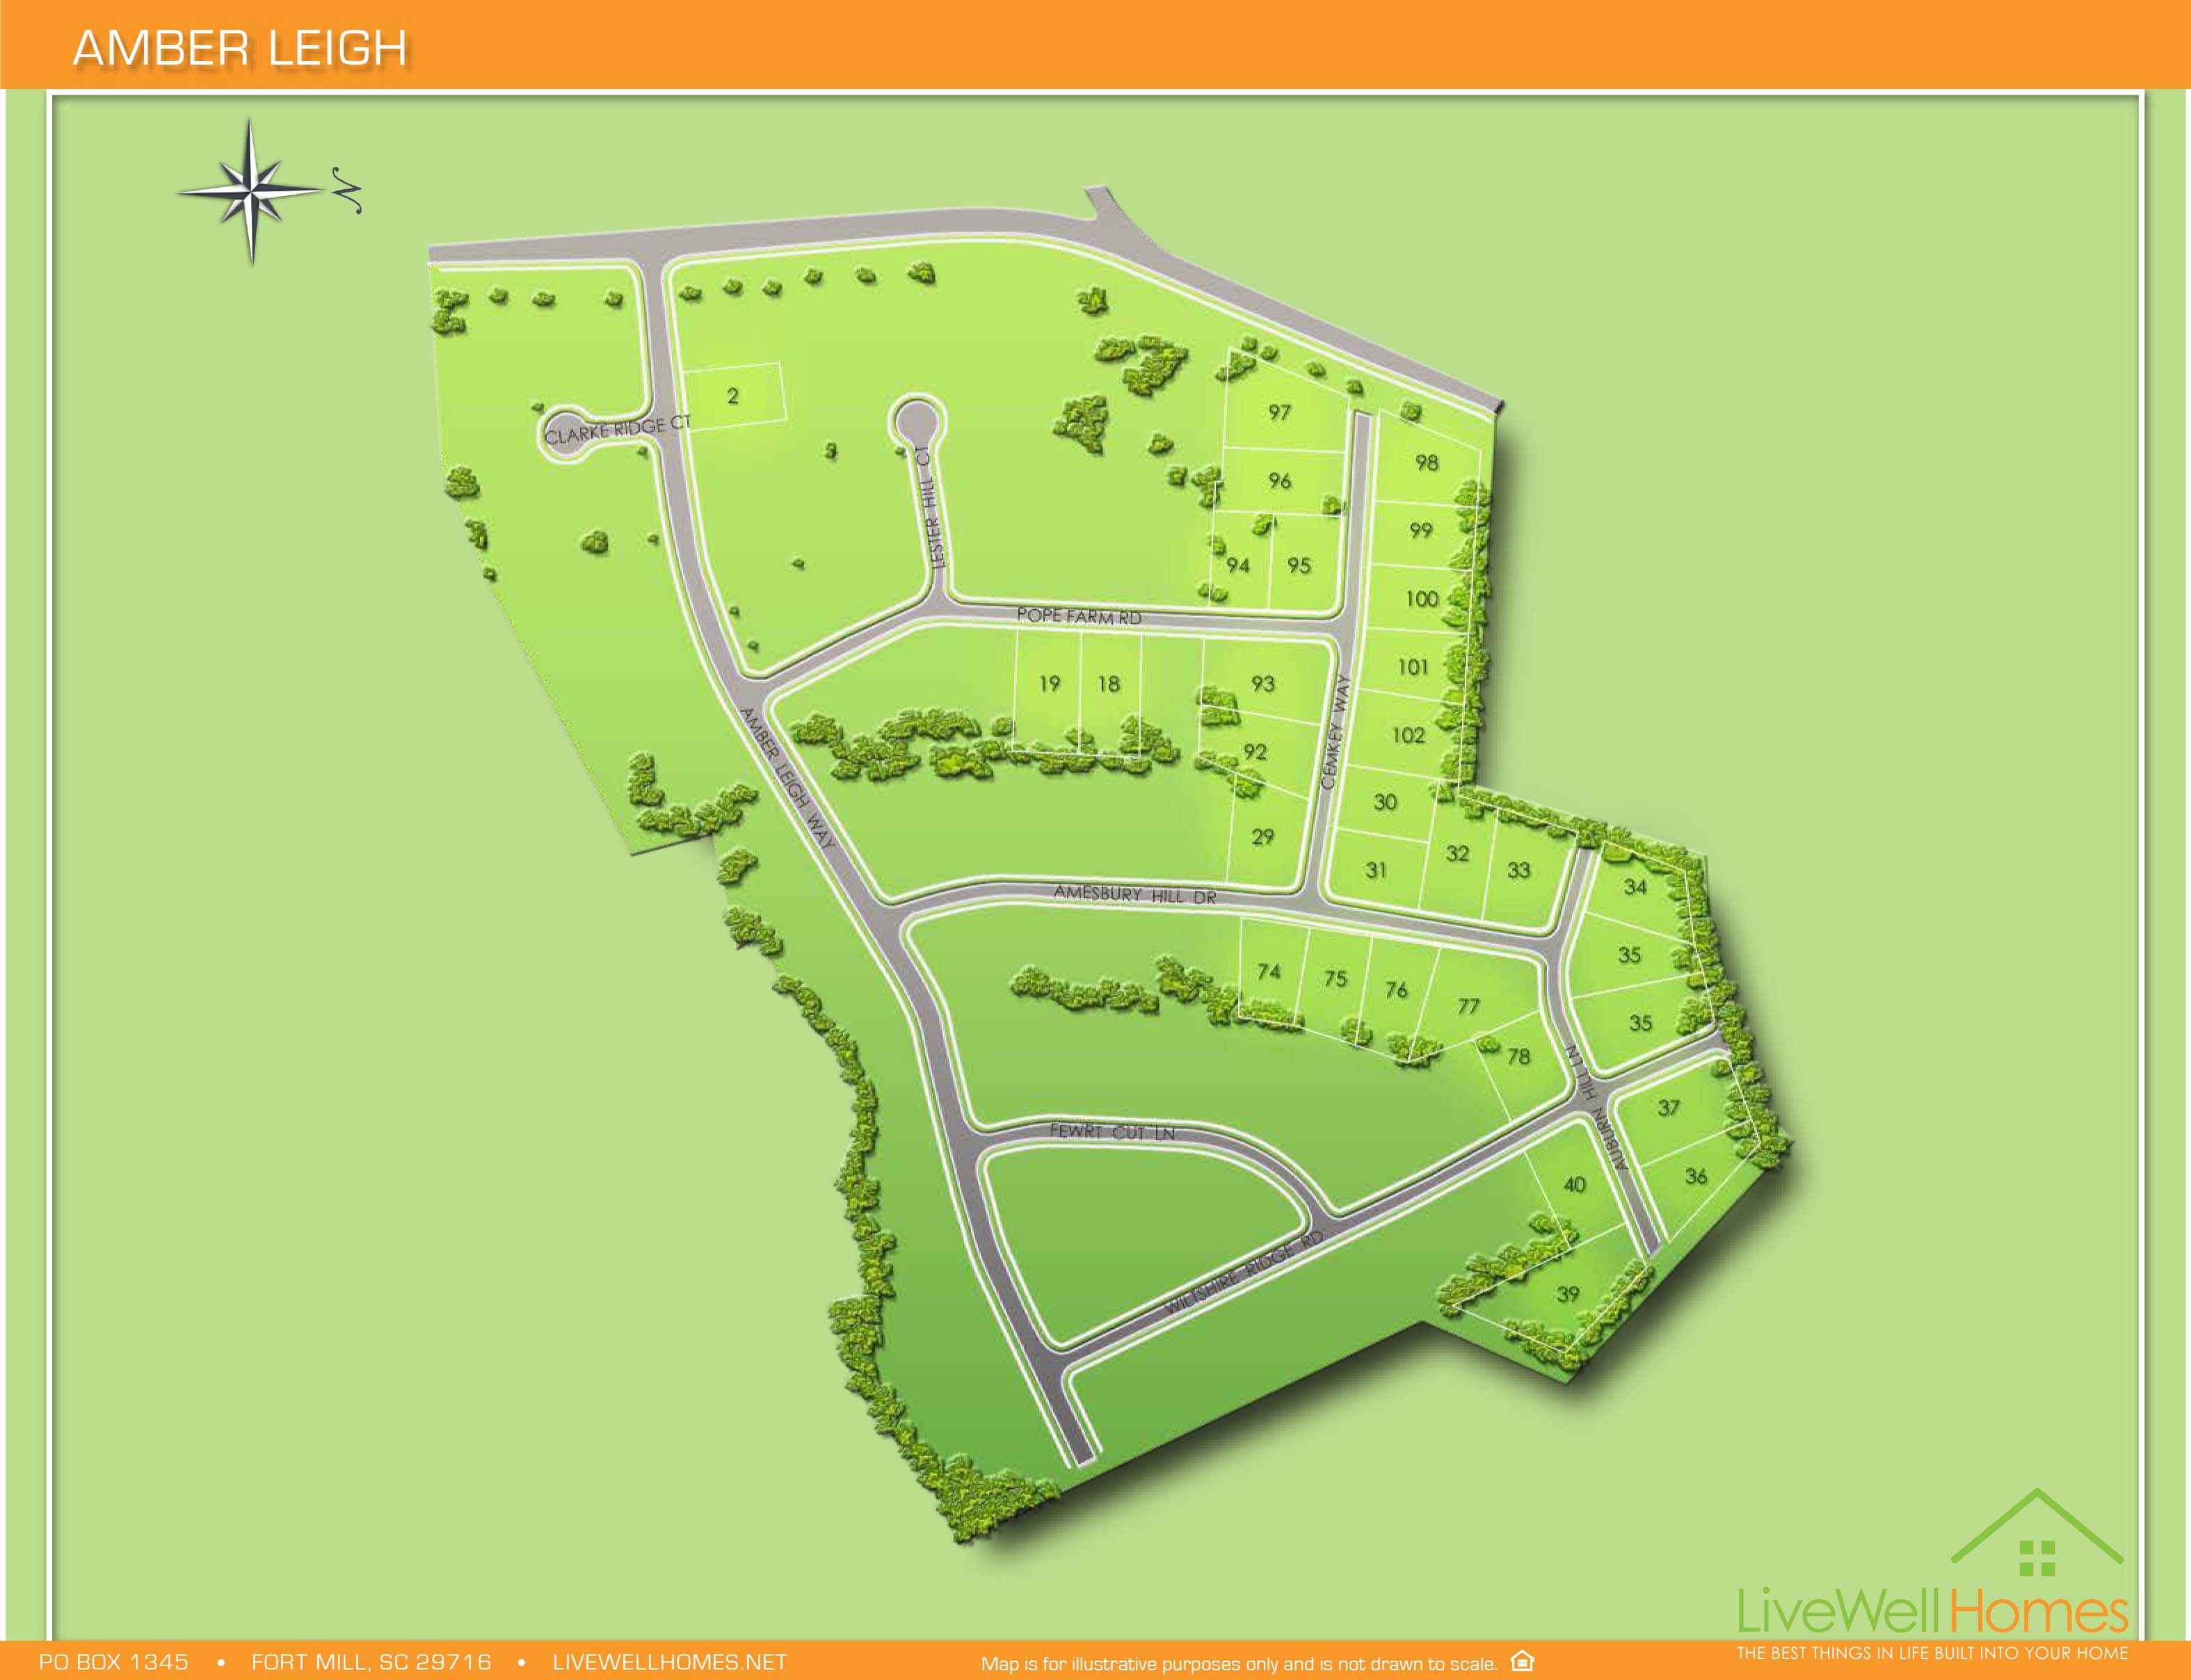 AMBER LEIGH
N
2
CLARKE RIDGE CT
LESTER HILL CT
97
96
94
95
98
99
100
101
102
POPE FARM RD
19
18
93
92
29
CEMKEY WAY
AMBER LEIGH WAY
30
31
32
33
34
35
35
AMESBURY HILL DR
74
75
76
77
78
AUBURN HILL LN
37
36
40
39
FEWRT CUT LN
WILTSHIRE RIDGE RD
LiveWell Homes
THE BEST THINGS IN LIFE BUILT INTO YOUR HOME
PO BOX 1345 • FORT MILL, SC 29716 • LIVEWELLHOMES.NET
Map is for illustrative purposes only and is not drawn to scale.